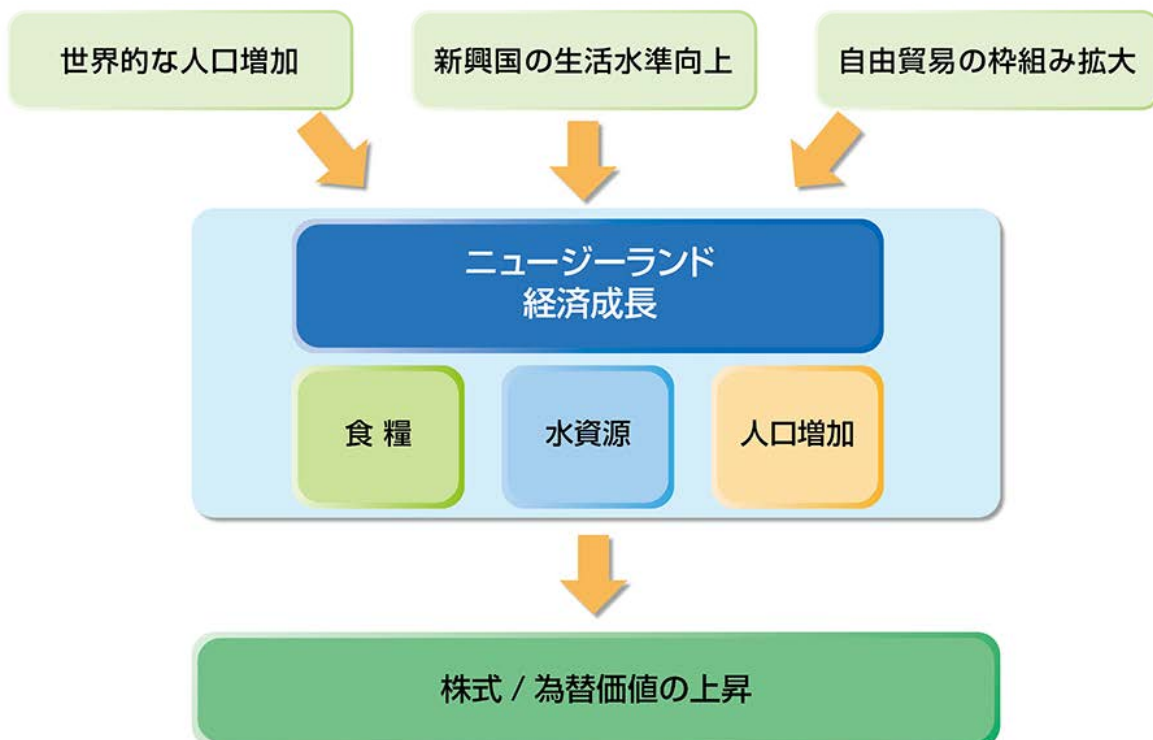 世界的な人口増加
新興国の生活水準向上
自由貿易の枠組み拡大
ニュージーランド
経済成長
食 糧
水資源
人口増加
株式 / 為替価値の上昇